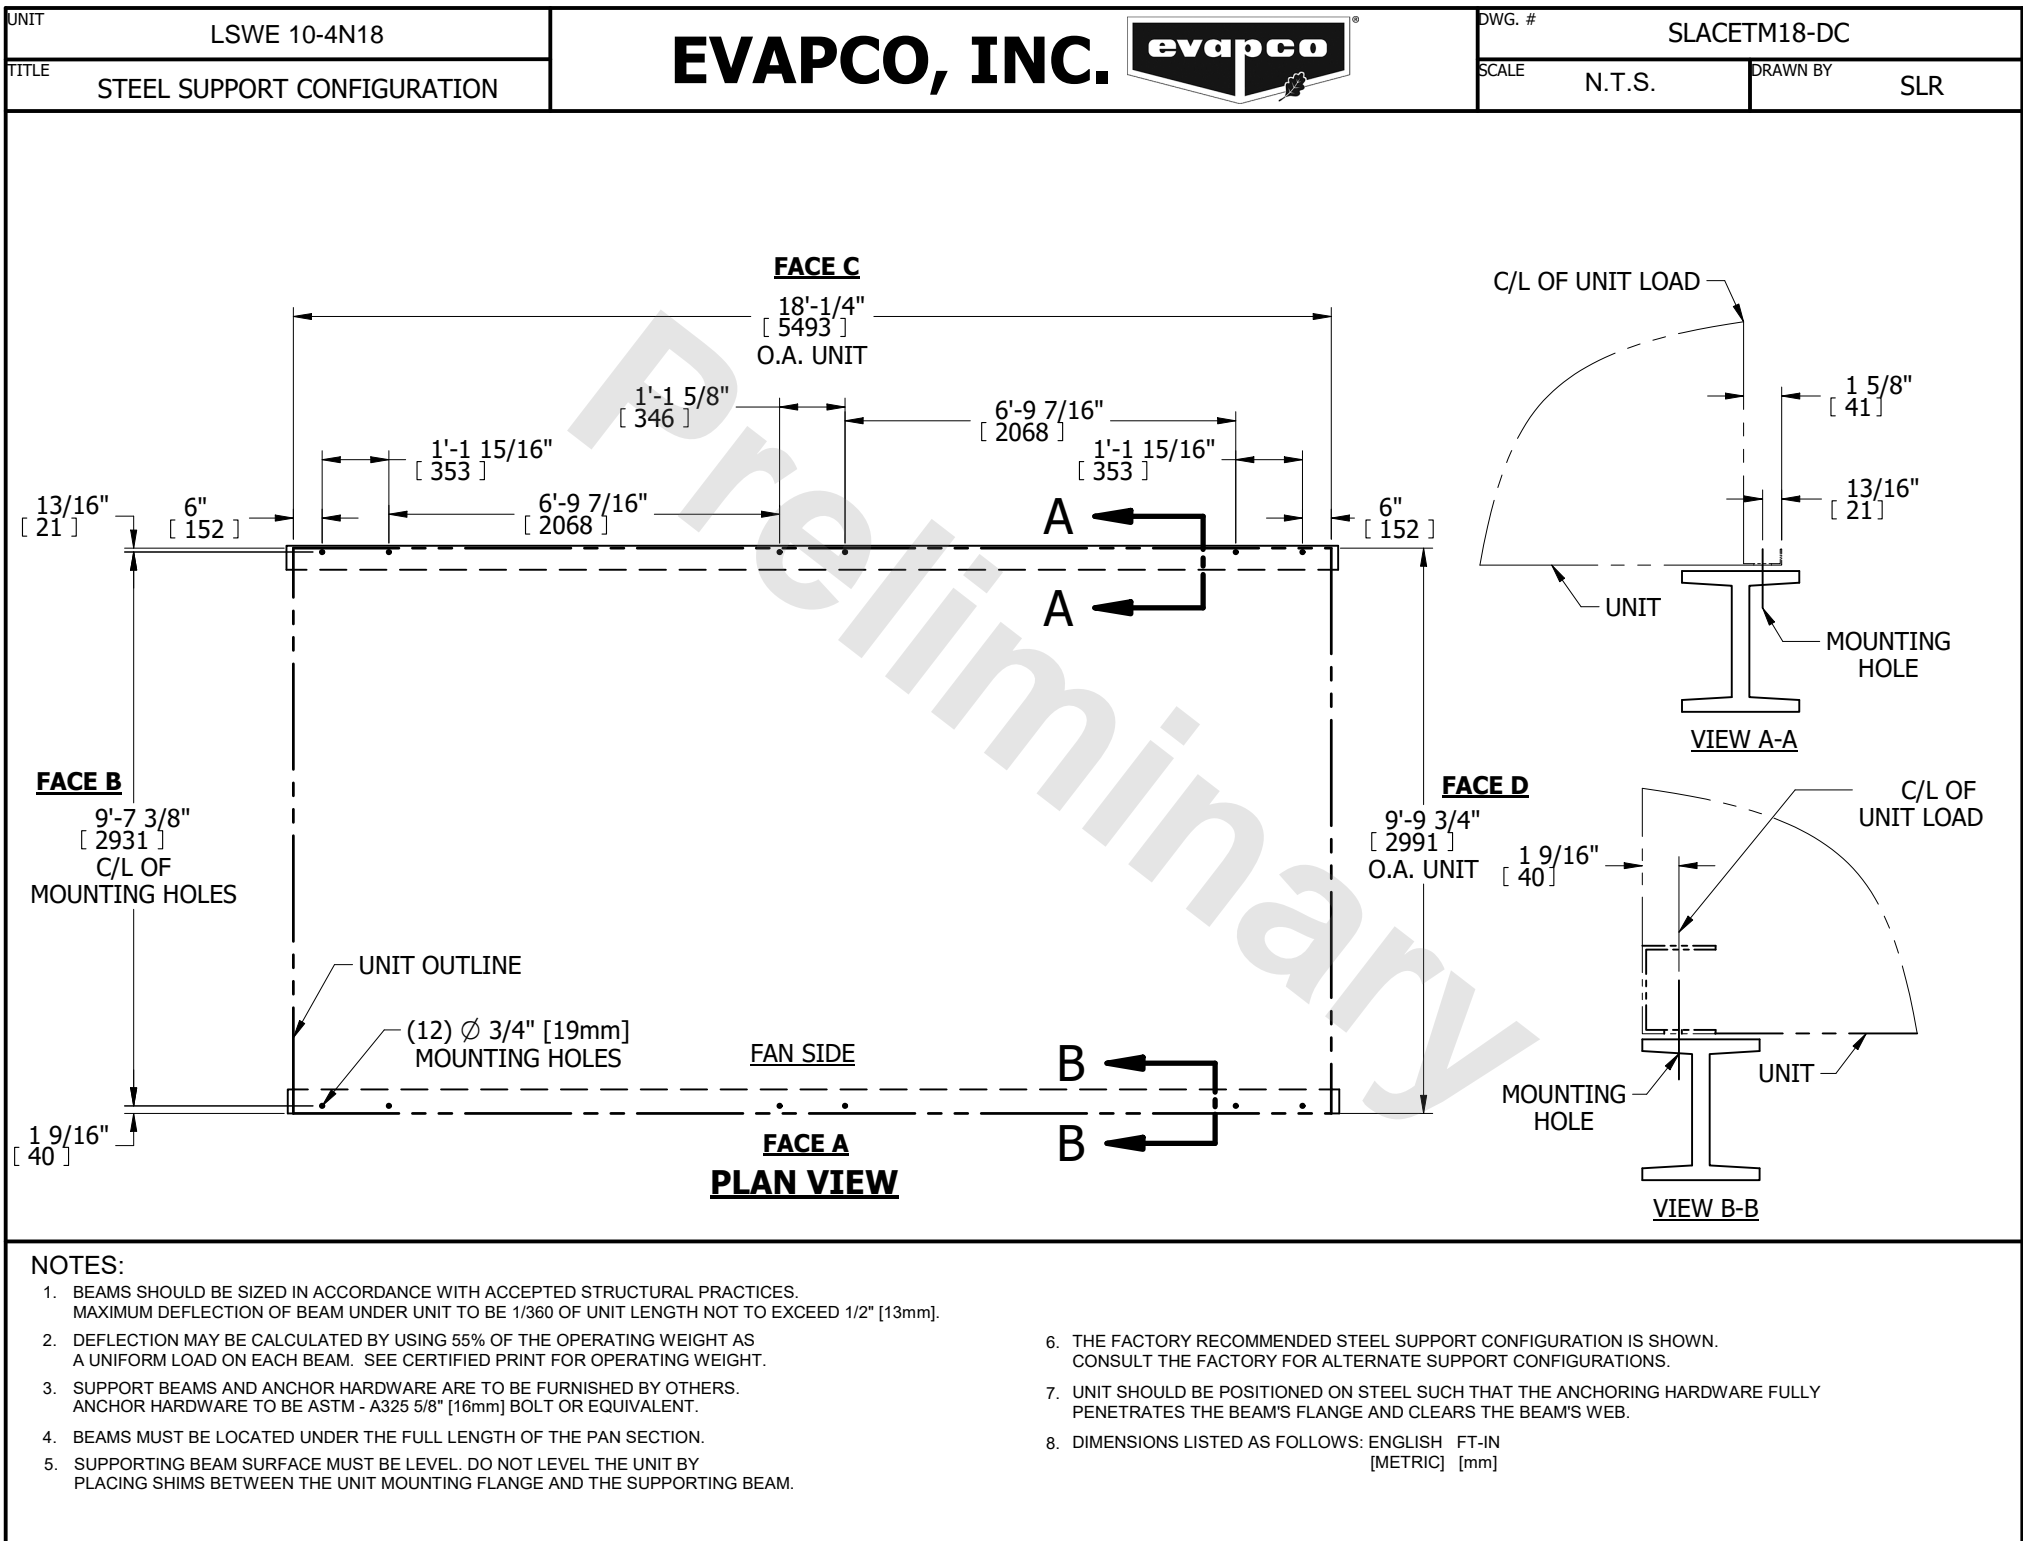 UNIT
LSWE 10-4N18
TITLE
STEEL SUPPORT CONFIGURATION
EVAPCO, INC.
evapco
®
DWG. #
SLACETM18-DC
SCALE
N.T.S.
DRAWN BY
SLR
Preliminary
FACE C
18'-1/4"
[ 5493 ]
O.A. UNIT
1'-1 5/8"
[ 346 ]
6'-9 7/16"
[ 2068 ]
1'-1 15/16"
[ 353 ]
1'-1 15/16"
[ 353 ]
13/16"
[ 21 ]
6"
[ 152 ]
6'-9 7/16"
[ 2068 ]
A
6"
[ 152 ]
A
FACE B
9'-7 3/8"
[ 2931 ]
C/L OF
MOUNTING HOLES
FACE D
9'-9 3/4"
[ 2991 ]
O.A. UNIT
UNIT OUTLINE
(12) Ø 3/4" [19mm]
MOUNTING HOLES
FAN SIDE
B
B
1 9/16"
[ 40 ]
FACE A
PLAN VIEW
C/L OF UNIT LOAD
1 5/8"
[ 41 ]
13/16"
[ 21 ]
UNIT
MOUNTING
HOLE
VIEW A-A
C/L OF
UNIT LOAD
1 9/16"
[ 40 ]
UNIT
MOUNTING
HOLE
VIEW B-B
NOTES:
1. BEAMS SHOULD BE SIZED IN ACCORDANCE WITH ACCEPTED STRUCTURAL PRACTICES.
MAXIMUM DEFLECTION OF BEAM UNDER UNIT TO BE 1/360 OF UNIT LENGTH NOT TO EXCEED 1/2" [13mm].
2. DEFLECTION MAY BE CALCULATED BY USING 55% OF THE OPERATING WEIGHT AS
A UNIFORM LOAD ON EACH BEAM. SEE CERTIFIED PRINT FOR OPERATING WEIGHT.
3. SUPPORT BEAMS AND ANCHOR HARDWARE ARE TO BE FURNISHED BY OTHERS.
ANCHOR HARDWARE TO BE ASTM - A325 5/8" [16mm] BOLT OR EQUIVALENT.
4. BEAMS MUST BE LOCATED UNDER THE FULL LENGTH OF THE PAN SECTION.
5. SUPPORTING BEAM SURFACE MUST BE LEVEL. DO NOT LEVEL THE UNIT BY
PLACING SHIMS BETWEEN THE UNIT MOUNTING FLANGE AND THE SUPPORTING BEAM.
6. THE FACTORY RECOMMENDED STEEL SUPPORT CONFIGURATION IS SHOWN.
CONSULT THE FACTORY FOR ALTERNATE SUPPORT CONFIGURATIONS.
7. UNIT SHOULD BE POSITIONED ON STEEL SUCH THAT THE ANCHORING HARDWARE FULLY
PENETRATES THE BEAM'S FLANGE AND CLEARS THE BEAM'S WEB.
8. DIMENSIONS LISTED AS FOLLOWS: ENGLISH FT-IN
[METRIC] [mm]